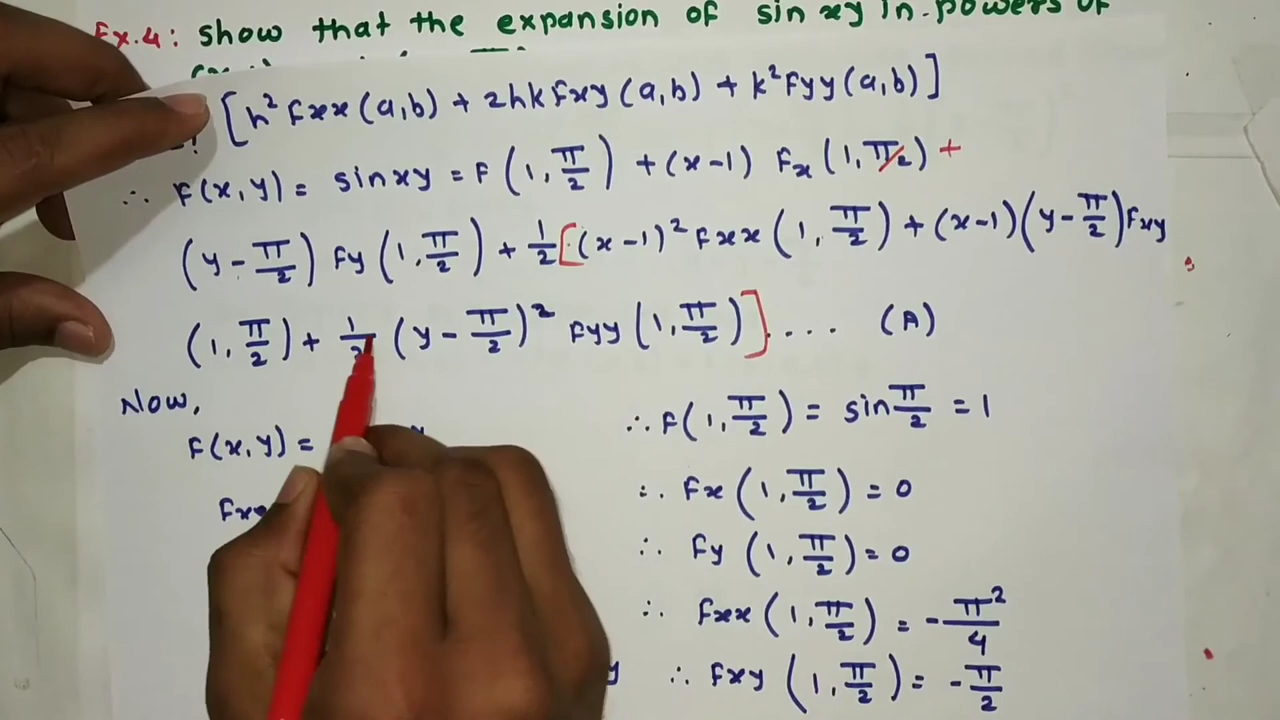 Ex.4: show that the expansion of sin xy in powers of
[h² Fxx (a,b) + 2hk Fxy (a,b) + k² Fyy (a,b)]
∴ F(x,y) = sinxy = F(1, π/2) + (x-1) Fx (1, π/2) +
(y - π/2) Fy (1, π/2) + 1/2 [(x-1)² Fxx (1, π/2) + (x-1)(y - π/2) Fxy
(1, π/2) + 1/2 (y - π/2)² Fyy (1, π/2)] ... (A)
Now,
F(x,y) = ∴ F(1, π/2) = sin π/2 = 1
∴ Fx (1, π/2) = 0
∴ Fy (1, π/2) = 0
∴ Fxx (1, π/2) = -π²/4
∴ Fxy (1, π/2) = -π/2